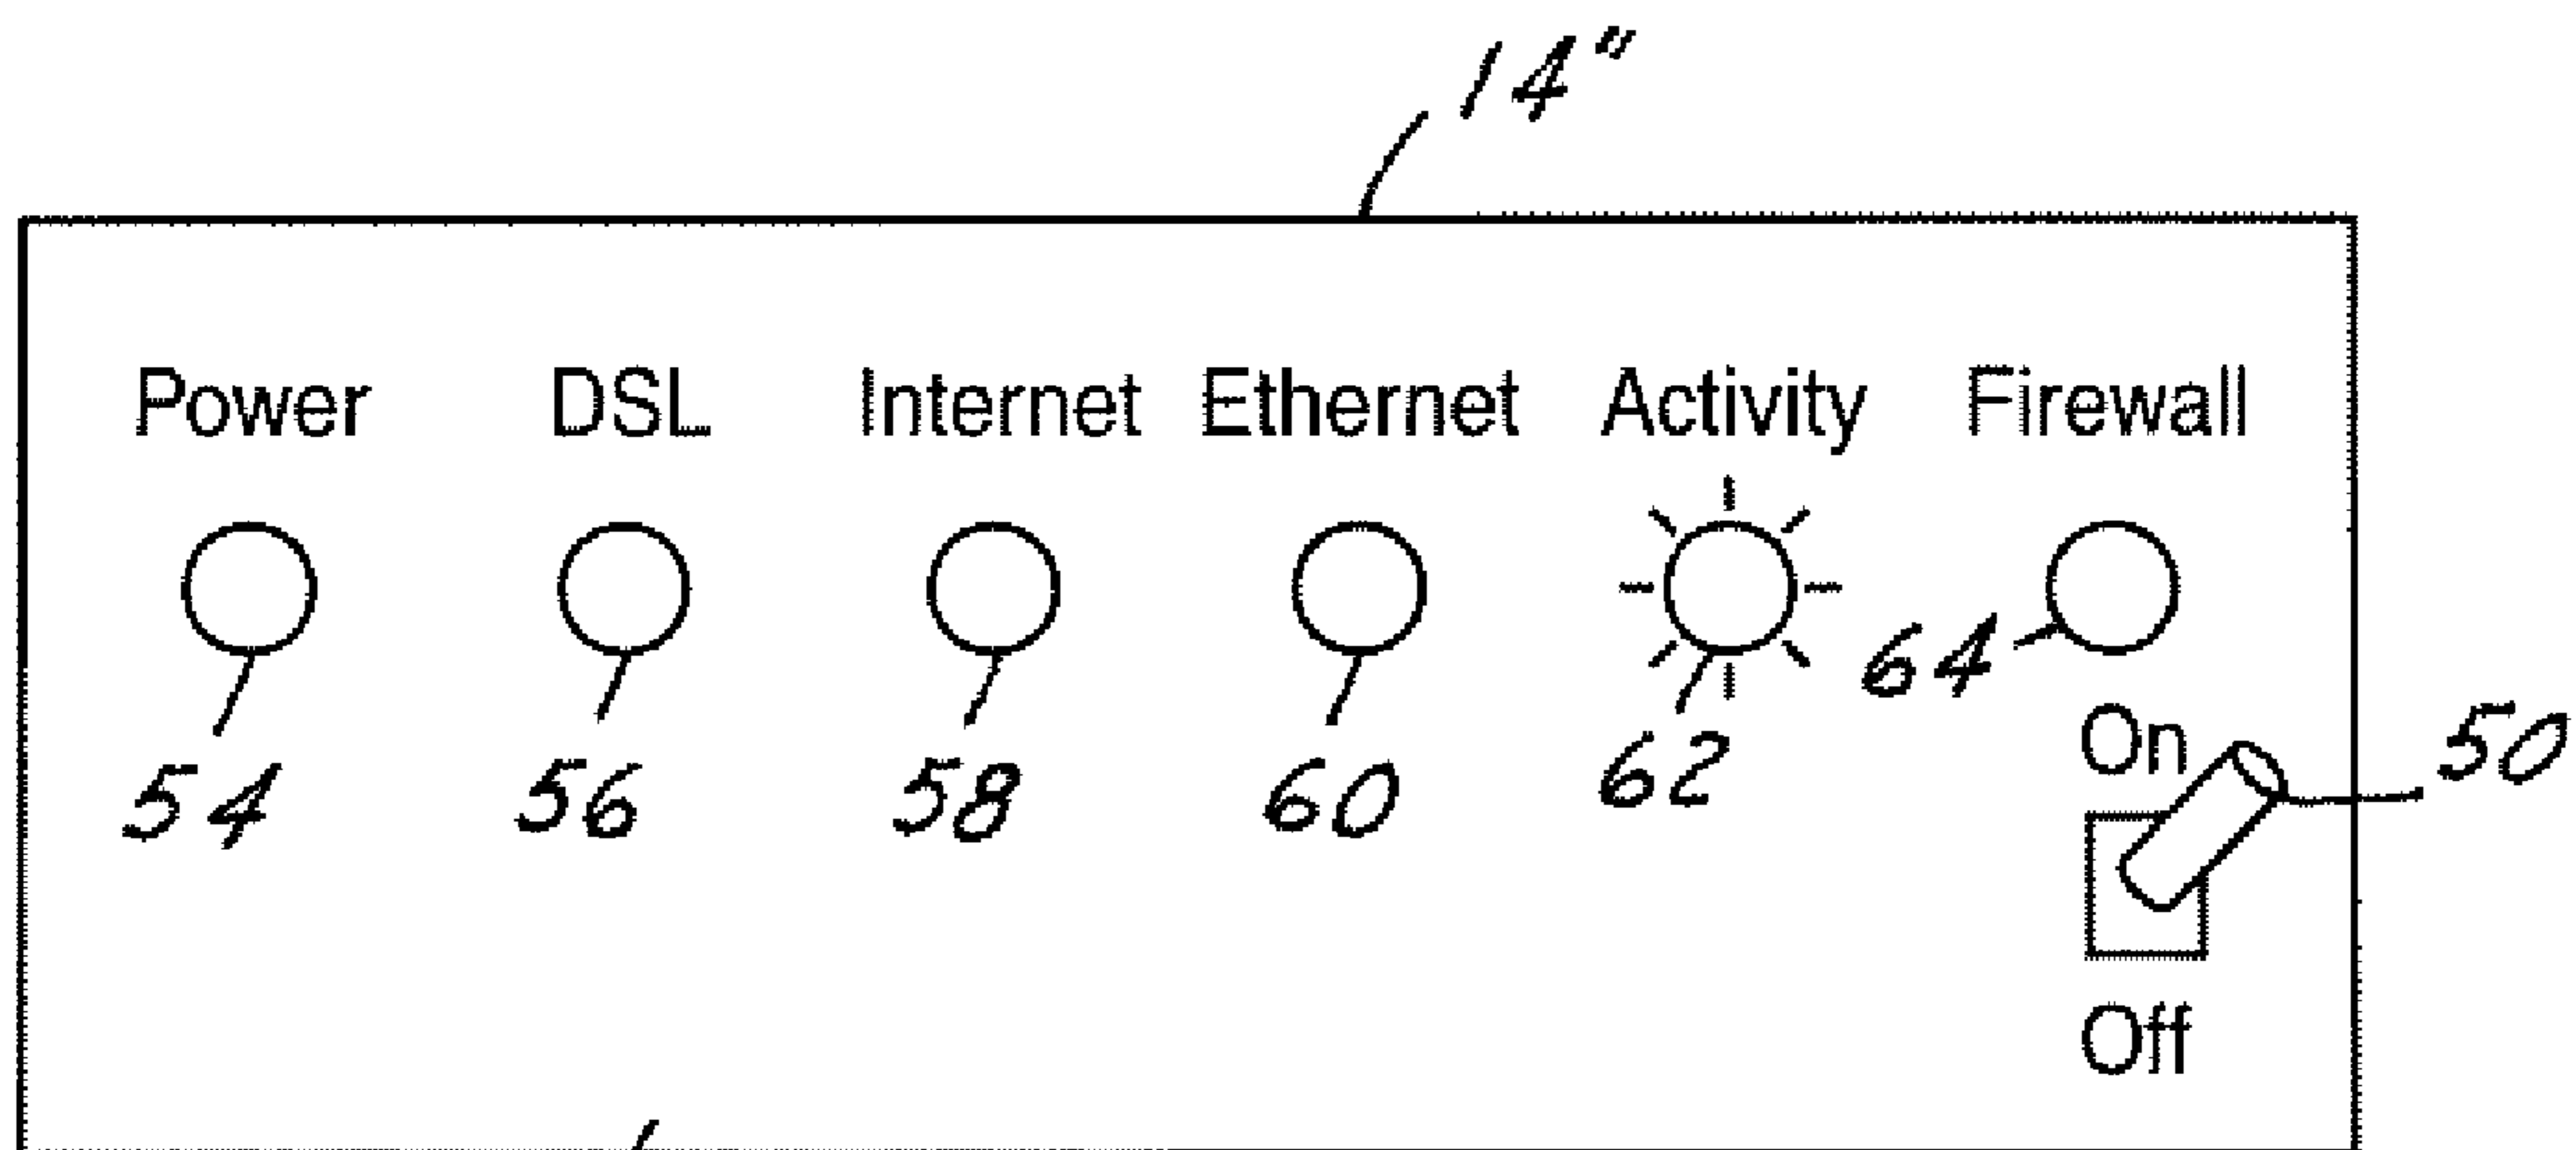 14"
Power DSL Internet Ethernet Activity Firewall
64
On
50
54 56 58 60 62
Off